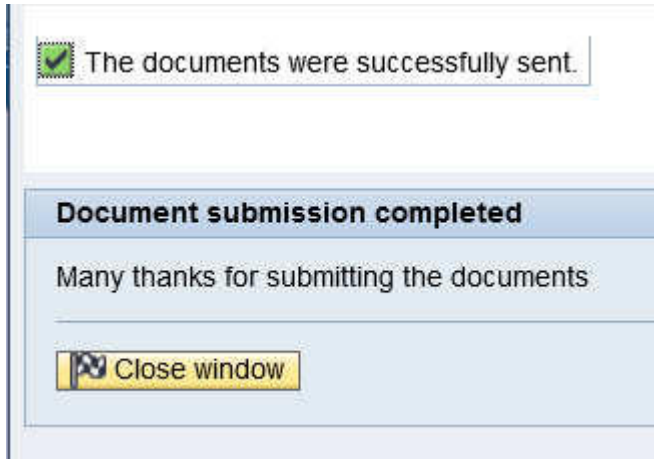 The documents were successfully sent.
Document submission completed
Many thanks for submitting the documents
Close window